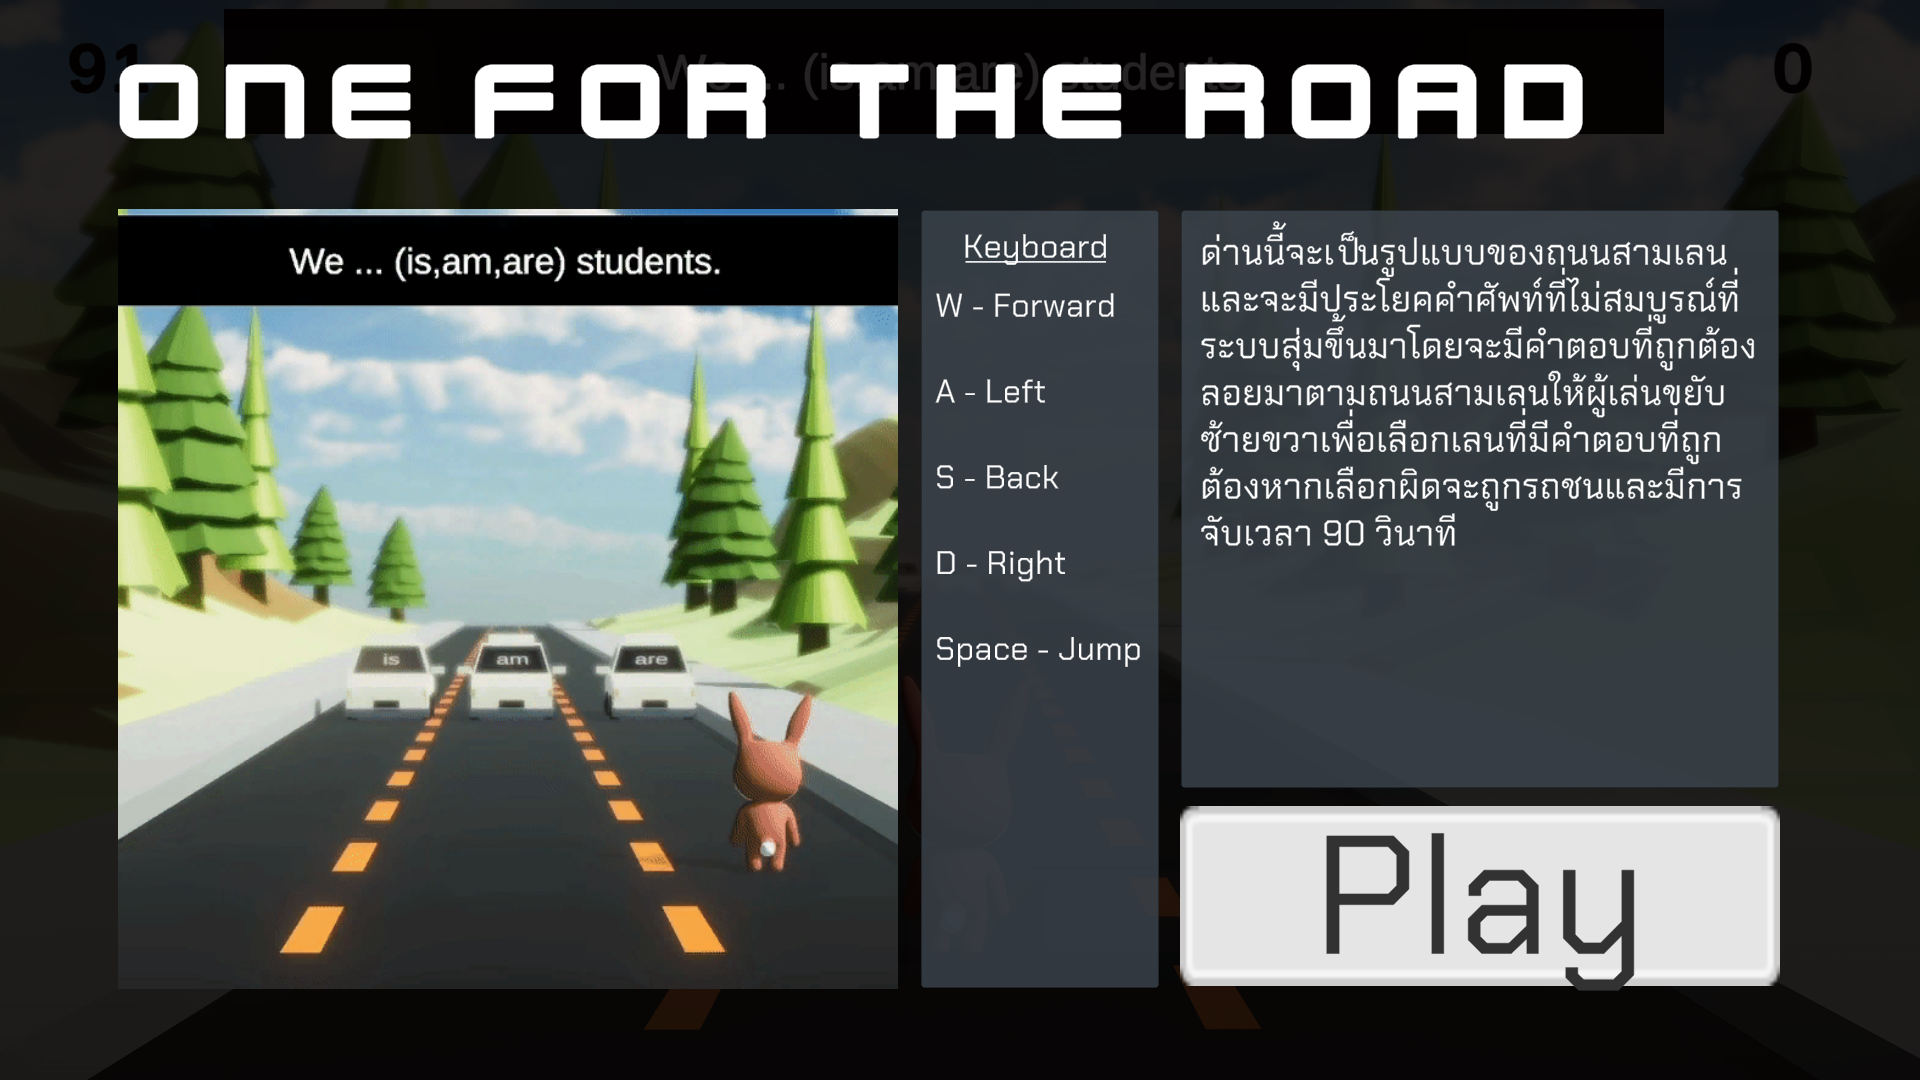 91
We ... (is,am,are) students.
0
ONE FOR THE ROAD
We ... (is,am,are) students.
is
am
are
Keyboard
W - Forward
A - Left
S - Back
D - Right
Space - Jump
ด่านนี้จะเป็นรูปแบบของถนนสามเลน
และจะมีประโยคคำศัพท์ที่ไม่สมบูรณ์ที่
ระบบสุ่มขึ้นมาโดยจะมีคำตอบที่ถูกต้อง
ลอยมาตามถนนสามเลนให้ผู้เล่นขยับ
ซ้ายขวาเพื่อเลือกเลนที่มีคำตอบที่ถูก
ต้องหากเลือกผิดจะถูกรถชนและมีการ
จับเวลา 90 วินาที
Play